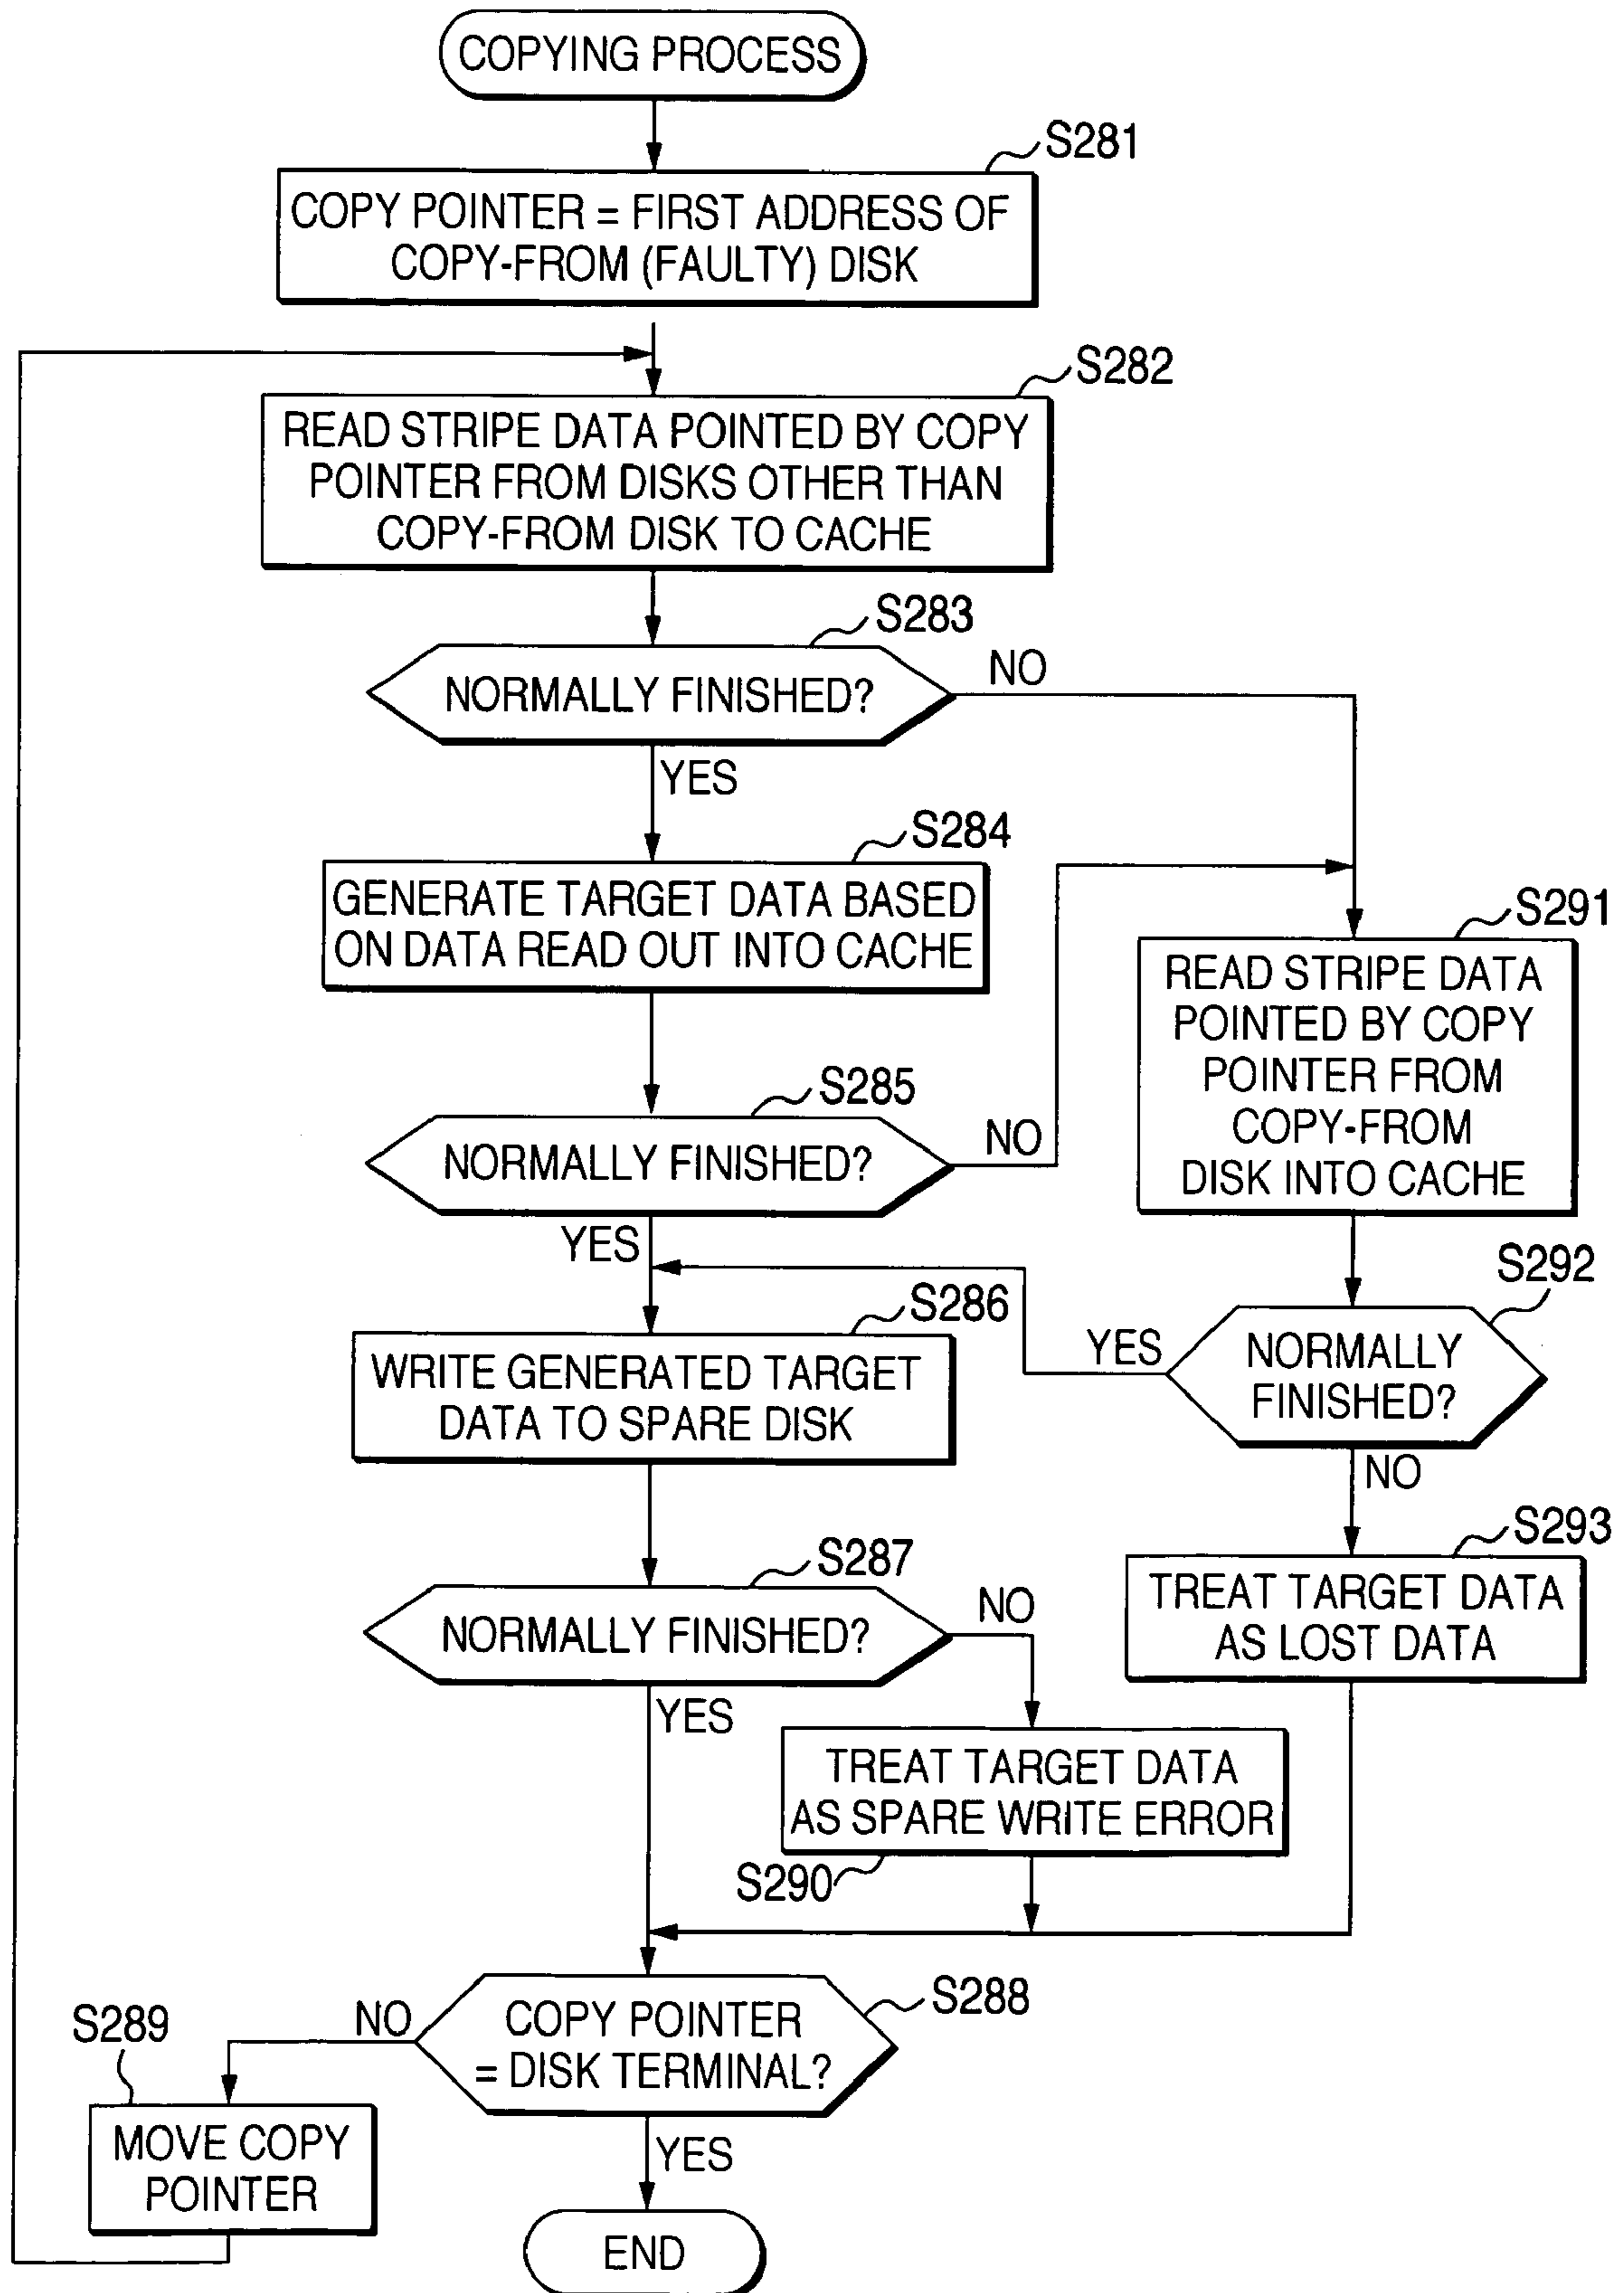 COPYING PROCESS
S281
COPY POINTER = FIRST ADDRESS OF
COPY-FROM (FAULTY) DISK
S282
READ STRIPE DATA POINTED BY COPY
POINTER FROM DISKS OTHER THAN
COPY-FROM DISK TO CACHE
S283
NORMALLY FINISHED?
NO
YES
S284
GENERATE TARGET DATA BASED
ON DATA READ OUT INTO CACHE
S291
READ STRIPE DATA
POINTED BY COPY
POINTER FROM
COPY-FROM
DISK INTO CACHE
S285
NORMALLY FINISHED?
NO
YES
S292
NORMALLY
FINISHED?
YES
NO
S286
WRITE GENERATED TARGET
DATA TO SPARE DISK
S293
TREAT TARGET DATA
AS LOST DATA
S287
NORMALLY FINISHED?
NO
YES
TREAT TARGET DATA
AS SPARE WRITE ERROR
S290
S288
COPY POINTER
= DISK TERMINAL?
NO
S289
MOVE COPY
POINTER
YES
END